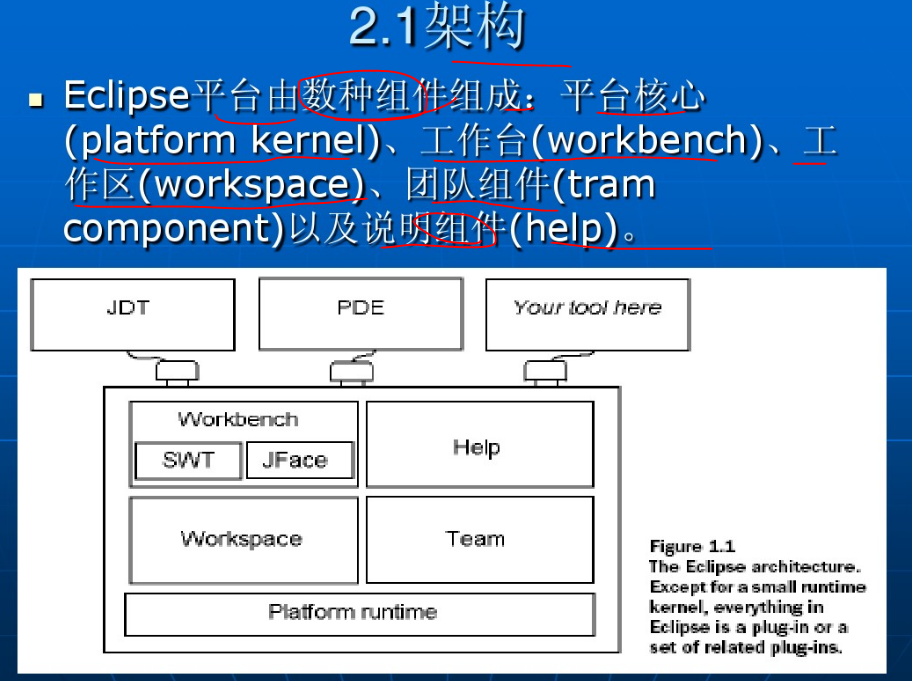 2.1架构
Eclipse平台由数种组件组成：平台核心
(platform kernel)、工作台(workbench)、工
作区(workspace)、团队组件(tram
component)以及说明组件(help)。
JDT
PDE
Your tool here
Workbench
SWT
JFace
Help
Workspace
Team
Platform runtime
Figure 1.1
The Eclipse architecture.
Except for a small runtime
kernel, everything in
Eclipse is a plug-in or a
set of related plug-ins.